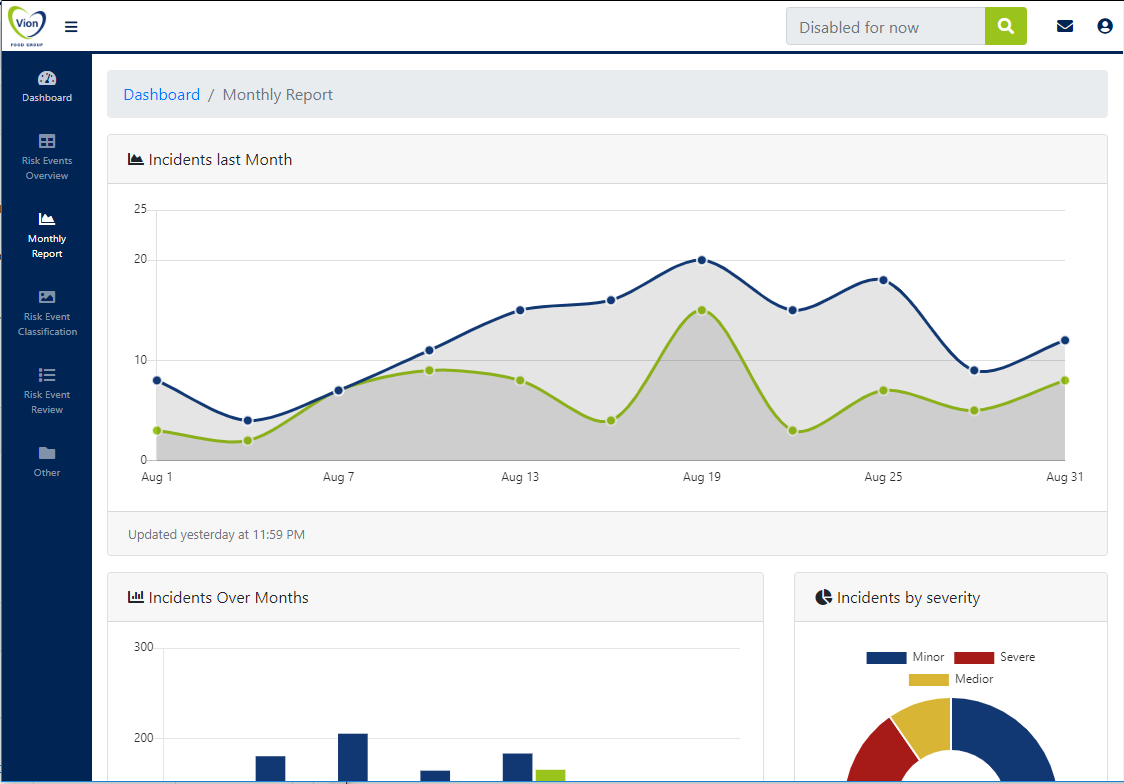 Vion
FOOD GROUP
Disabled for now
Dashboard
Risk Events
Overview
Monthly
Report
Risk Event
Classification
Risk Event
Review
Other
Dashboard / Monthly Report
Incidents last Month
25
20
10
0
Aug 1 Aug 7 Aug 13 Aug 19 Aug 25 Aug 31
Updated yesterday at 11:59 PM
Incidents Over Months
300
200
Incidents by severity
Minor Severe
Medior